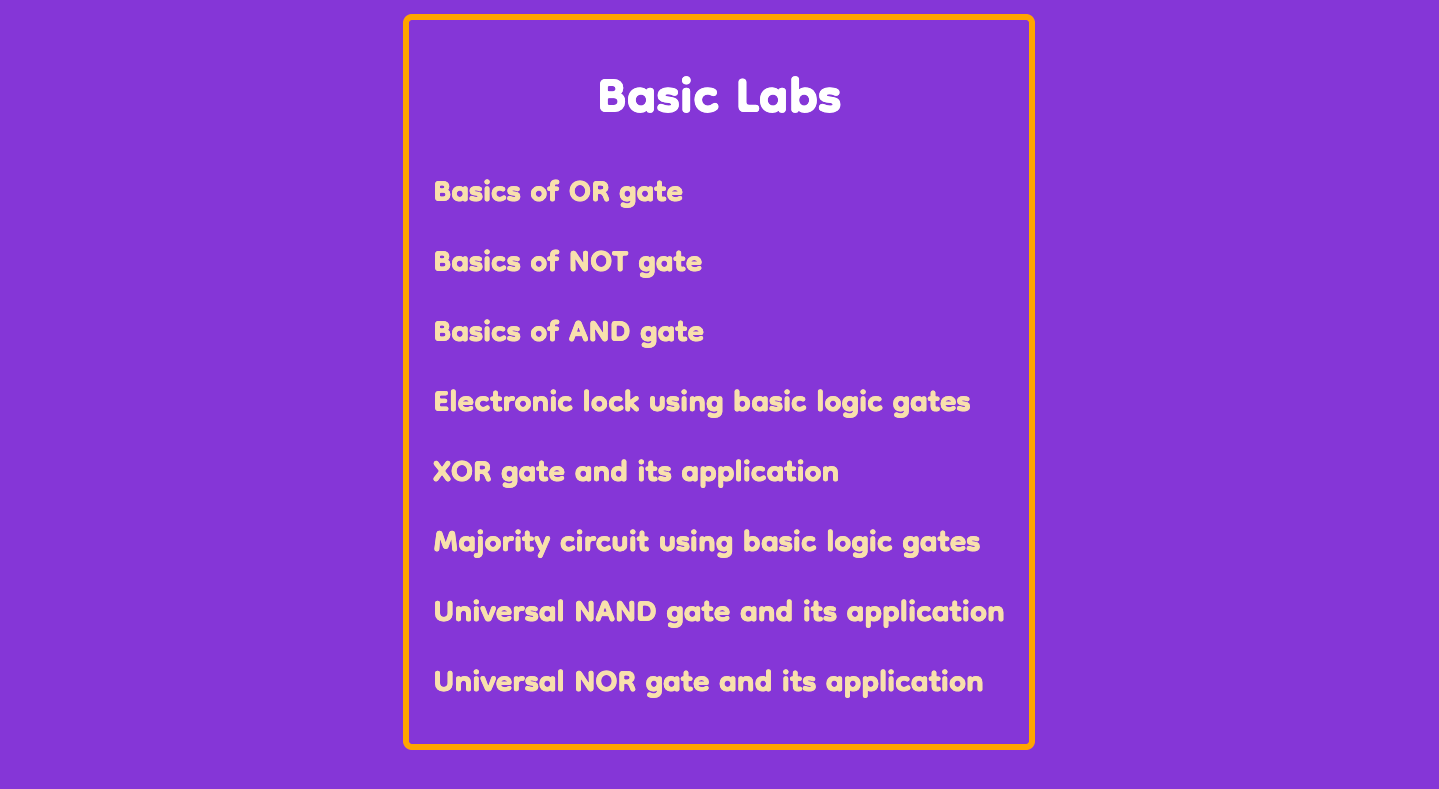 Basic Labs
Basics of OR gate
Basics of NOT gate
Basics of AND gate
Electronic lock using basic logic gates
XOR gate and its application
Majority circuit using basic logic gates
Universal NAND gate and its application
Universal NOR gate and its application